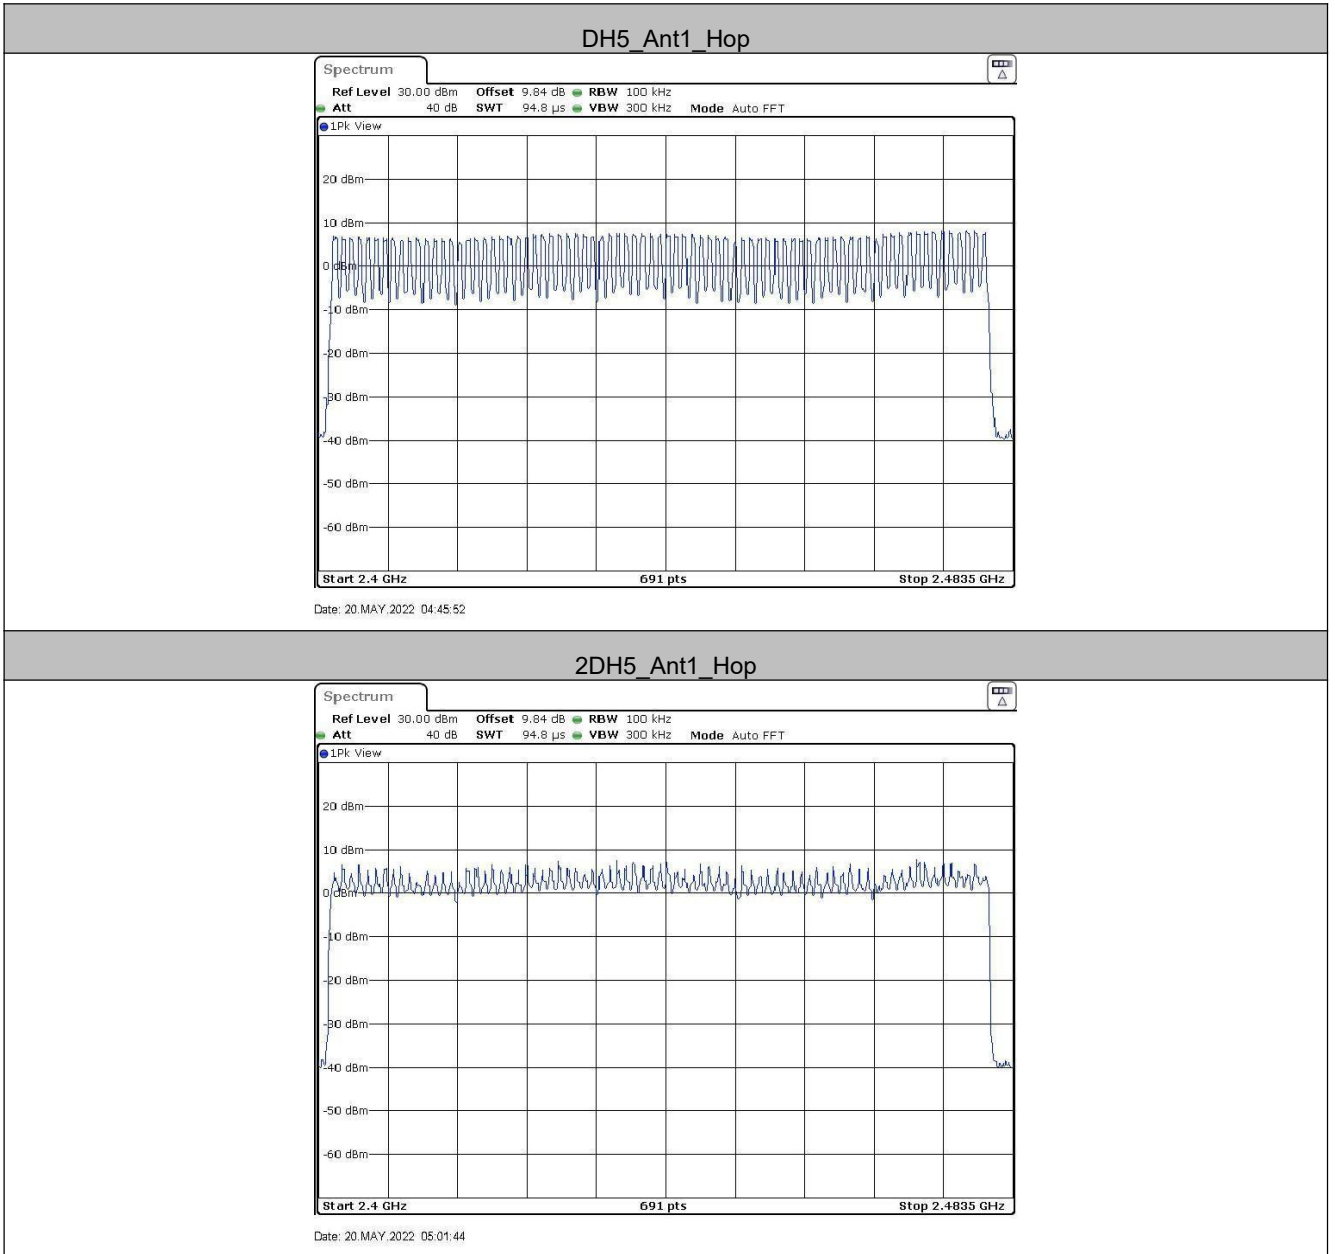 DH5_Ant1_Hop
Spectrum
Ref Level 30.00 dBm Offset 9.84 dB RBW 100 kHz
Att 40 dB SWT 94.8 µs VBW 300 kHz Mode Auto FFT
1Pk View
20 dBm
10 dBm
0 dBm
-10 dBm
-20 dBm
-30 dBm
-40 dBm
-50 dBm
-60 dBm
Start 2.4 GHz 691 pts Stop 2.4835 GHz
Date: 20.MAY.2022 04:45:52
2DH5_Ant1_Hop
Spectrum
Ref Level 30.00 dBm Offset 9.84 dB RBW 100 kHz
Att 40 dB SWT 94.8 µs VBW 300 kHz Mode Auto FFT
1Pk View
20 dBm
10 dBm
0 dBm
-10 dBm
-20 dBm
-30 dBm
-40 dBm
-50 dBm
-60 dBm
Start 2.4 GHz 691 pts Stop 2.4835 GHz
Date: 20.MAY.2022 05:01:44